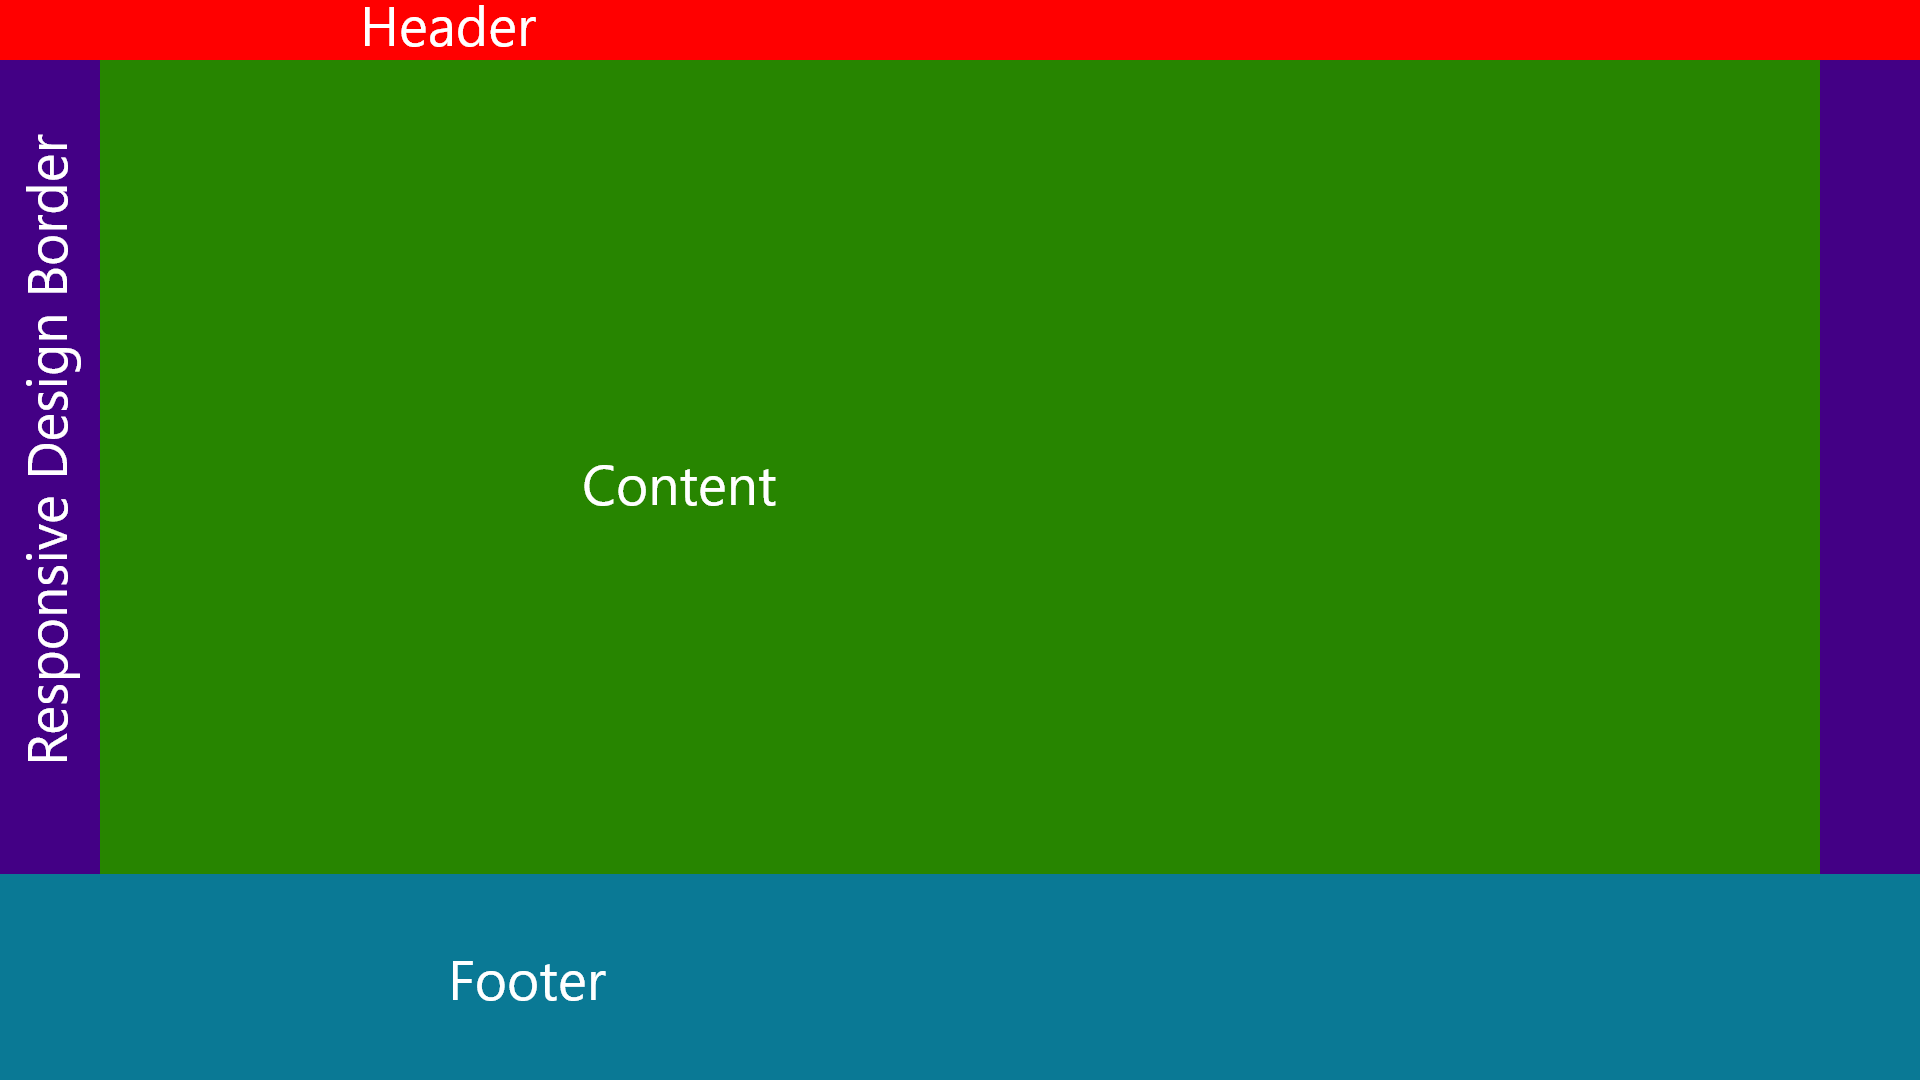 Header
Responsive Design Border
Content
Footer